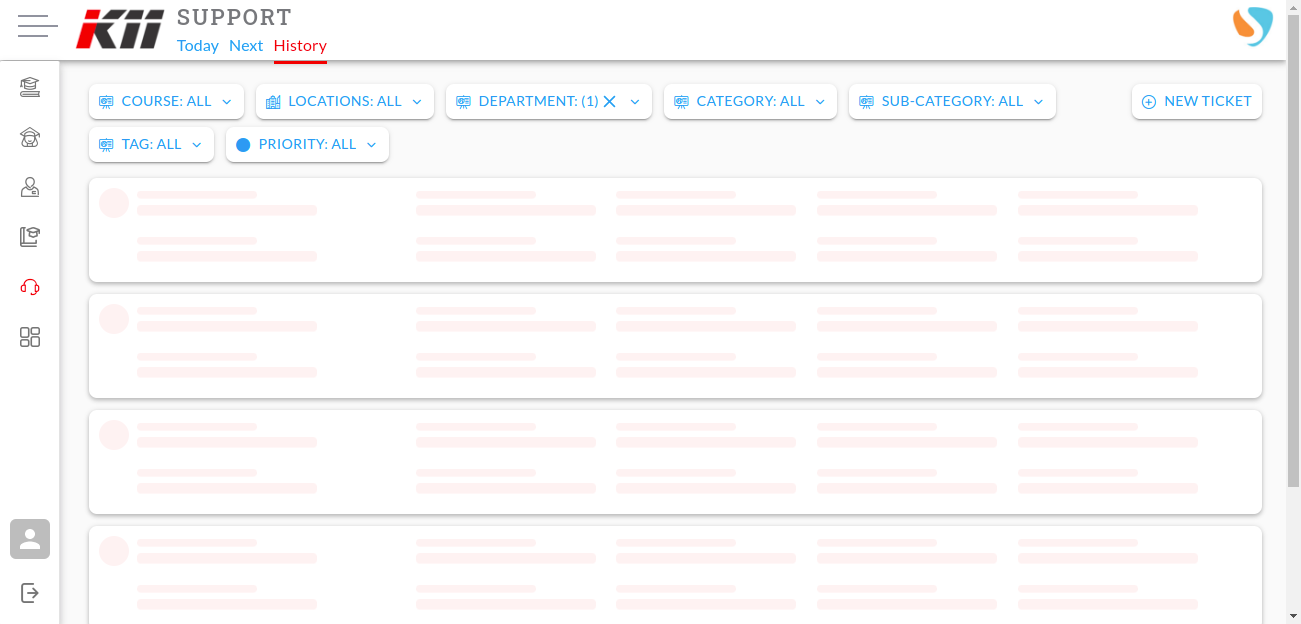 KII
SUPPORT
Today Next History
COURSE: ALL
LOCATIONS: ALL
DEPARTMENT: (1)
CATEGORY: ALL
SUB-CATEGORY: ALL
NEW TICKET
TAG: ALL
PRIORITY: ALL